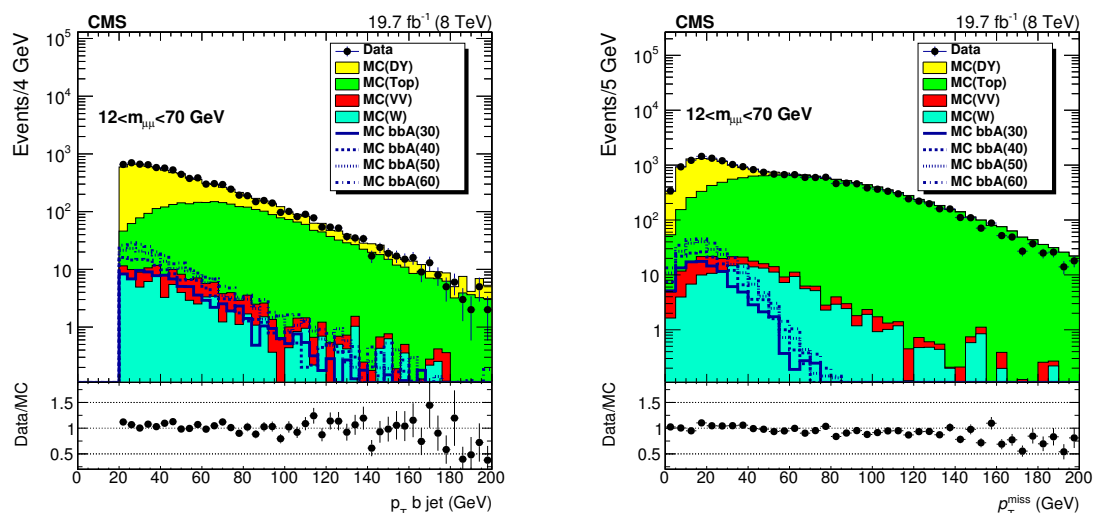 CMS 19.7 fb⁻¹ (8 TeV)
Events/4 GeV
10⁵
10⁴
10³
10²
10
1
12<m_μμ<70 GeV
Data
MC(DY)
MC(Top)
MC(VV)
MC(W)
MC bbA(30)
MC bbA(40)
MC bbA(50)
MC bbA(60)
Data/MC
1.5
1
0.5
0 20 40 60 80 100 120 140 160 180 200
p_T b jet (GeV)
CMS 19.7 fb⁻¹ (8 TeV)
Events/5 GeV
10⁵
10⁴
10³
10²
10
1
12<m_μμ<70 GeV
Data
MC(DY)
MC(Top)
MC(VV)
MC(W)
MC bbA(30)
MC bbA(40)
MC bbA(50)
MC bbA(60)
Data/MC
1.5
1
0.5
0 20 40 60 80 100 120 140 160 180 200
p_T^miss (GeV)